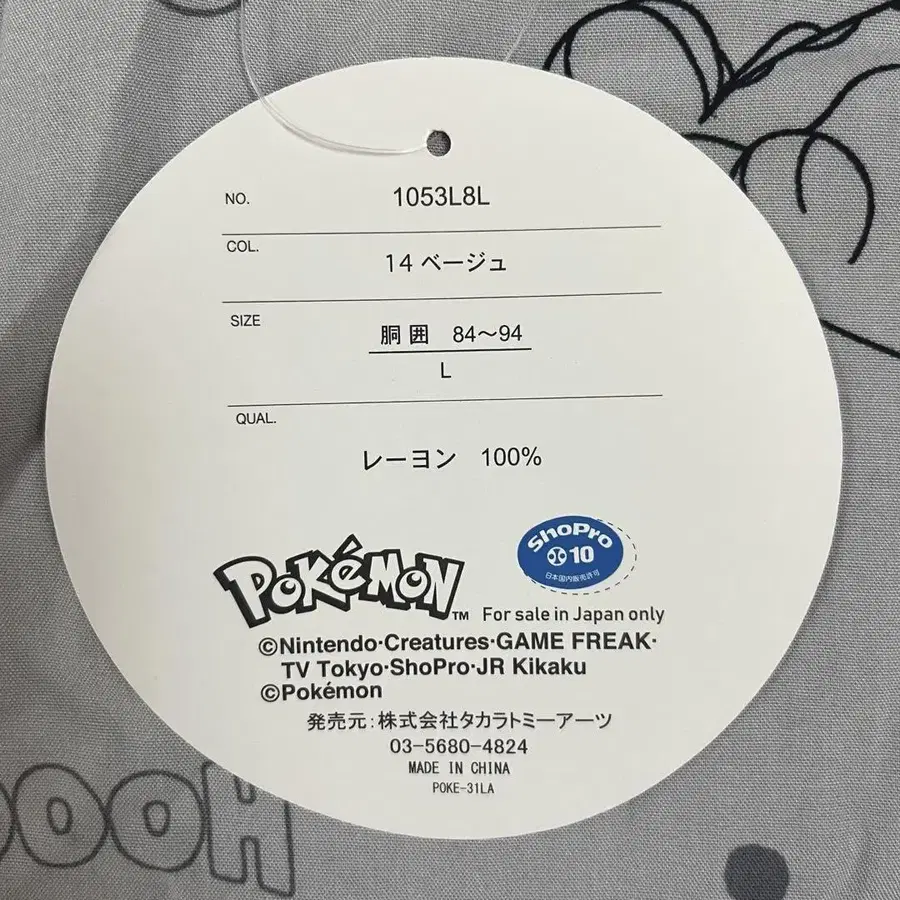 NO. 1053L8L
COL. 14 ベージュ
SIZE 胴囲 84〜94
L
QUAL. レーヨン 100%
ShoPro
10
日本国内販売許可
POKéMON™ For sale in Japan only
©Nintendo·Creatures·GAME FREAK·
TV Tokyo·ShoPro·JR Kikaku
©Pokémon
発売元:株式会社タカラトミーアーツ
03-5680-4824
MADE IN CHINA
POKE-31LA
OOOH